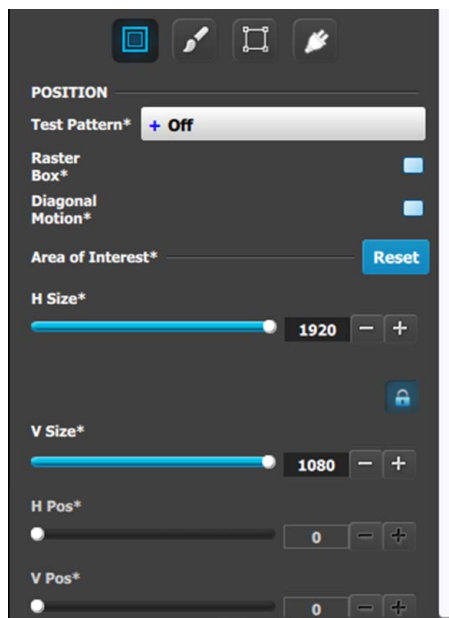 POSITION
Test Pattern* + Off
Raster
Box*
Diagonal
Motion*
Area of Interest* Reset
H Size*
1920 − +
V Size*
1080 − +
H Pos*
0 − +
V Pos*
0 − +